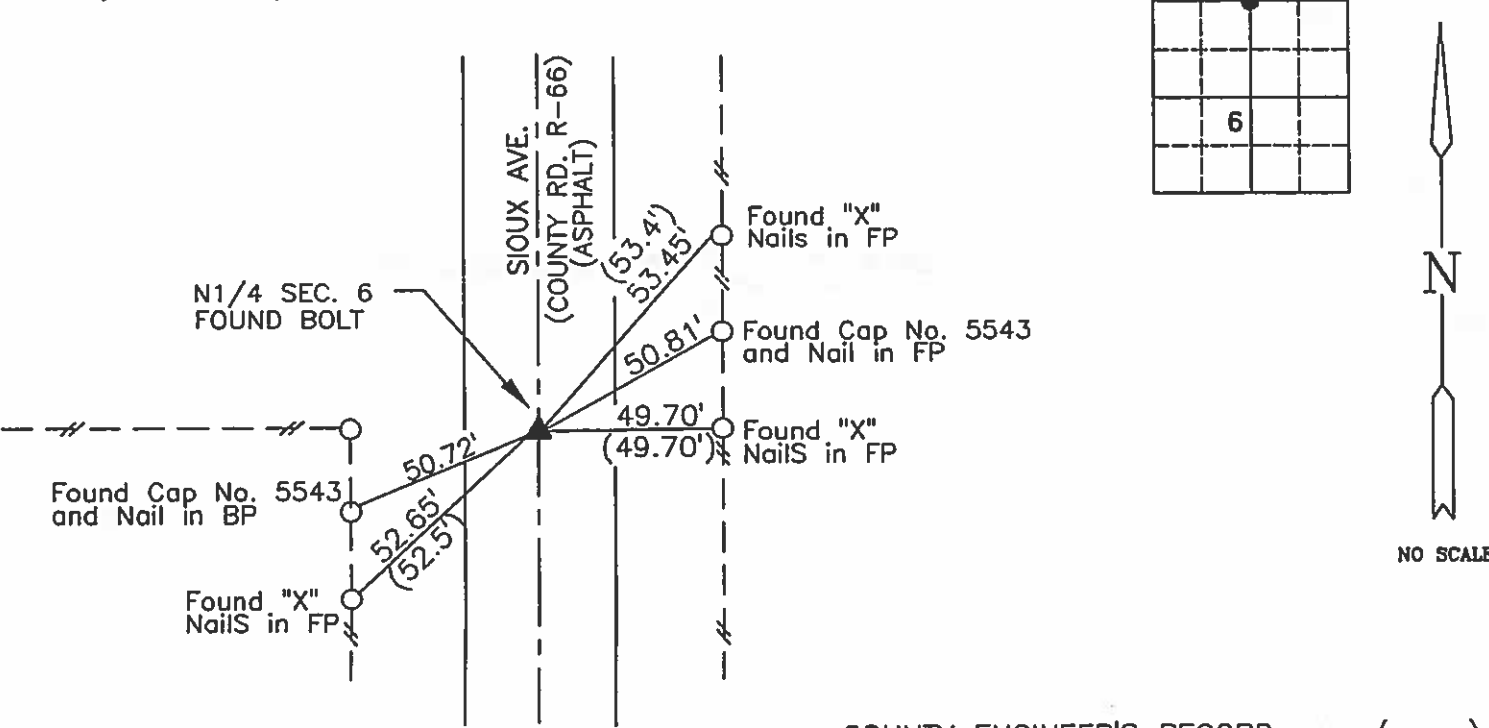 SIOUX AVE.
(COUNTY RD. R-66)
(ASPHALT)
6
N
NO SCALE
N1/4 SEC. 6
FOUND BOLT
(53.4')
53.45'
Found "X"
Nails in FP
50.81'
Found Cap No. 5543
and Nail in FP
49.70'
(49.70')
Found "X"
NailS in FP
50.72'
Found Cap No. 5543
and Nail in BP
52.65'
(52.5')
Found "X"
NailS in FP
COUNTY ENGINEER'S RECORD